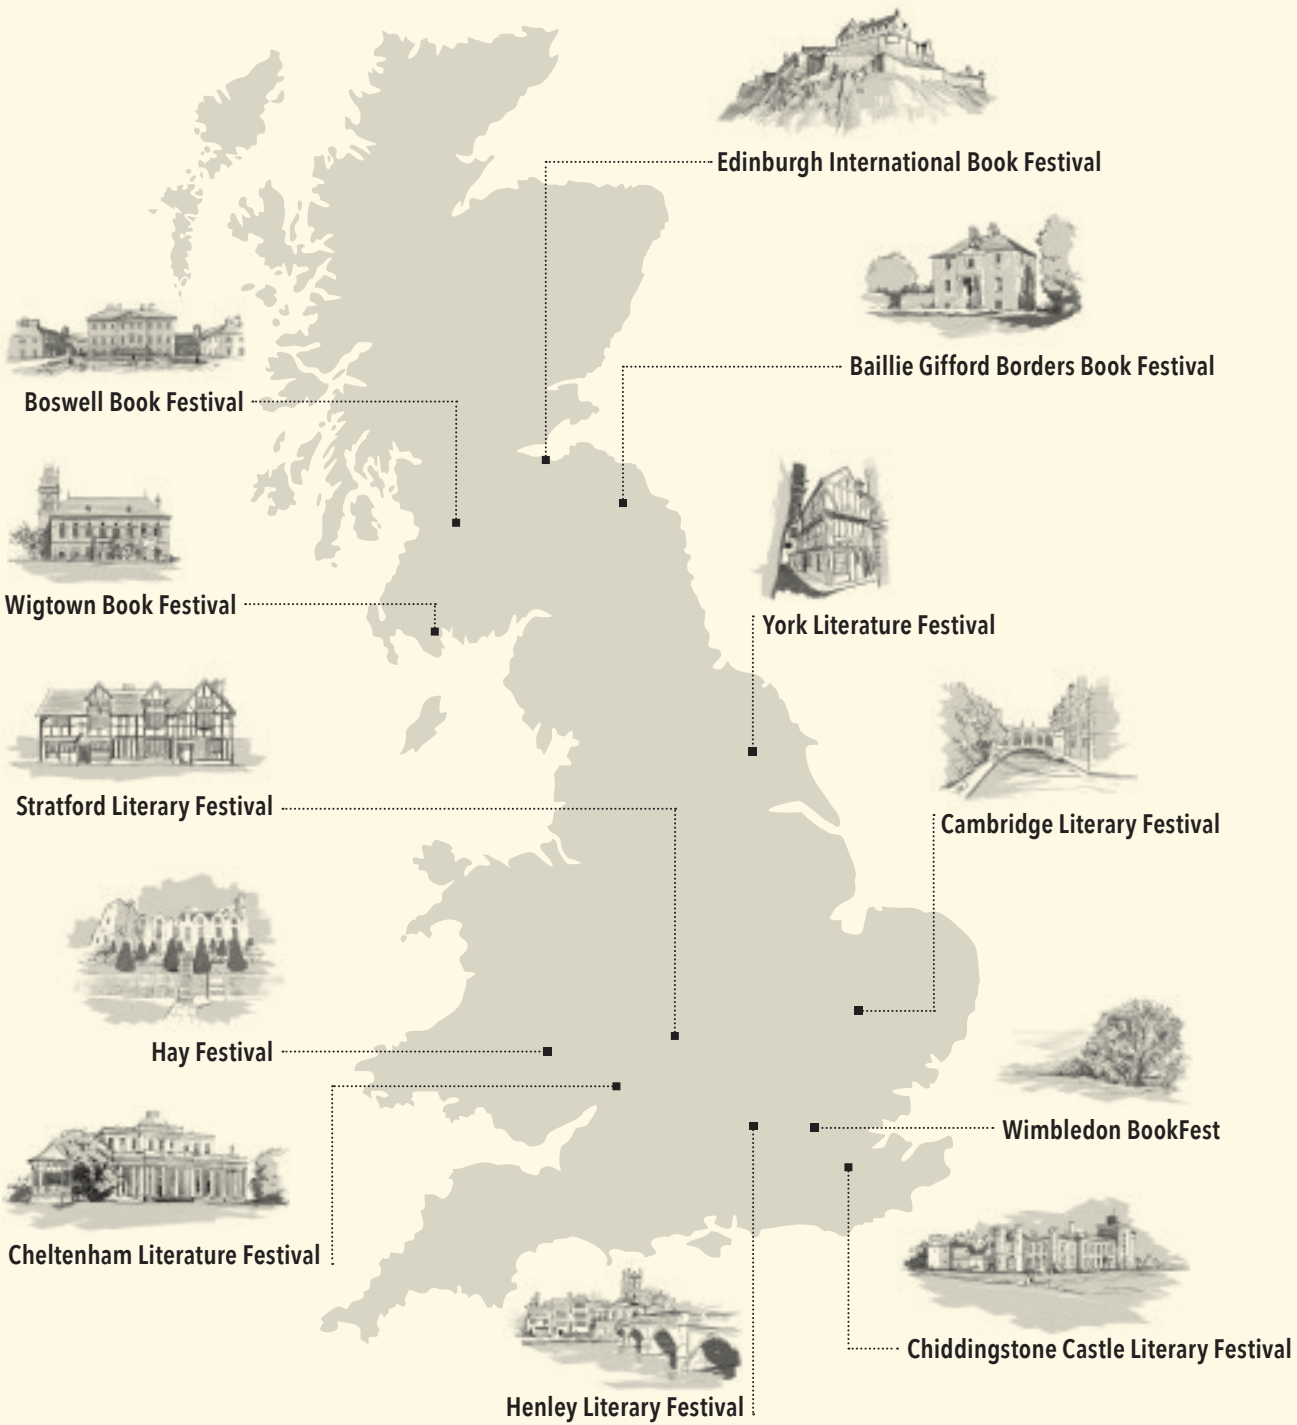 Edinburgh International Book Festival
Baillie Gifford Borders Book Festival
Boswell Book Festival
Wigtown Book Festival
York Literature Festival
Stratford Literary Festival
Cambridge Literary Festival
Hay Festival
Wimbledon BookFest
Cheltenham Literature Festival
Chiddingstone Castle Literary Festival
Henley Literary Festival